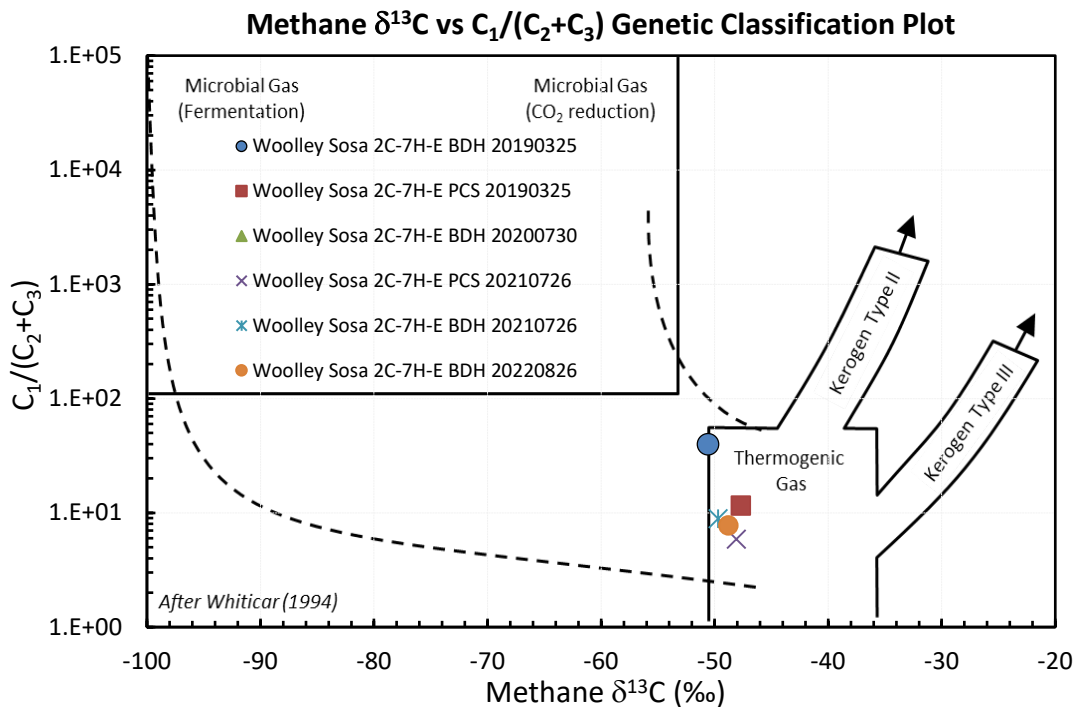 Methane δ¹³C vs C₁/(C₂+C₃) Genetic Classification Plot
C₁/(C₂+C₃)
1.E+05
1.E+04
1.E+03
1.E+02
1.E+01
1.E+00
Microbial Gas
(Fermentation)
Microbial Gas
(CO₂ reduction)
Woolley Sosa 2C-7H-E BDH 20190325
Woolley Sosa 2C-7H-E PCS 20190325
Woolley Sosa 2C-7H-E BDH 20200730
Woolley Sosa 2C-7H-E PCS 20210726
Woolley Sosa 2C-7H-E BDH 20210726
Woolley Sosa 2C-7H-E BDH 20220826
Kerogen Type II
Kerogen Type III
Thermogenic
Gas
After Whiticar (1994)
-100 -90 -80 -70 -60 -50 -40 -30 -20
Methane δ¹³C (‰)